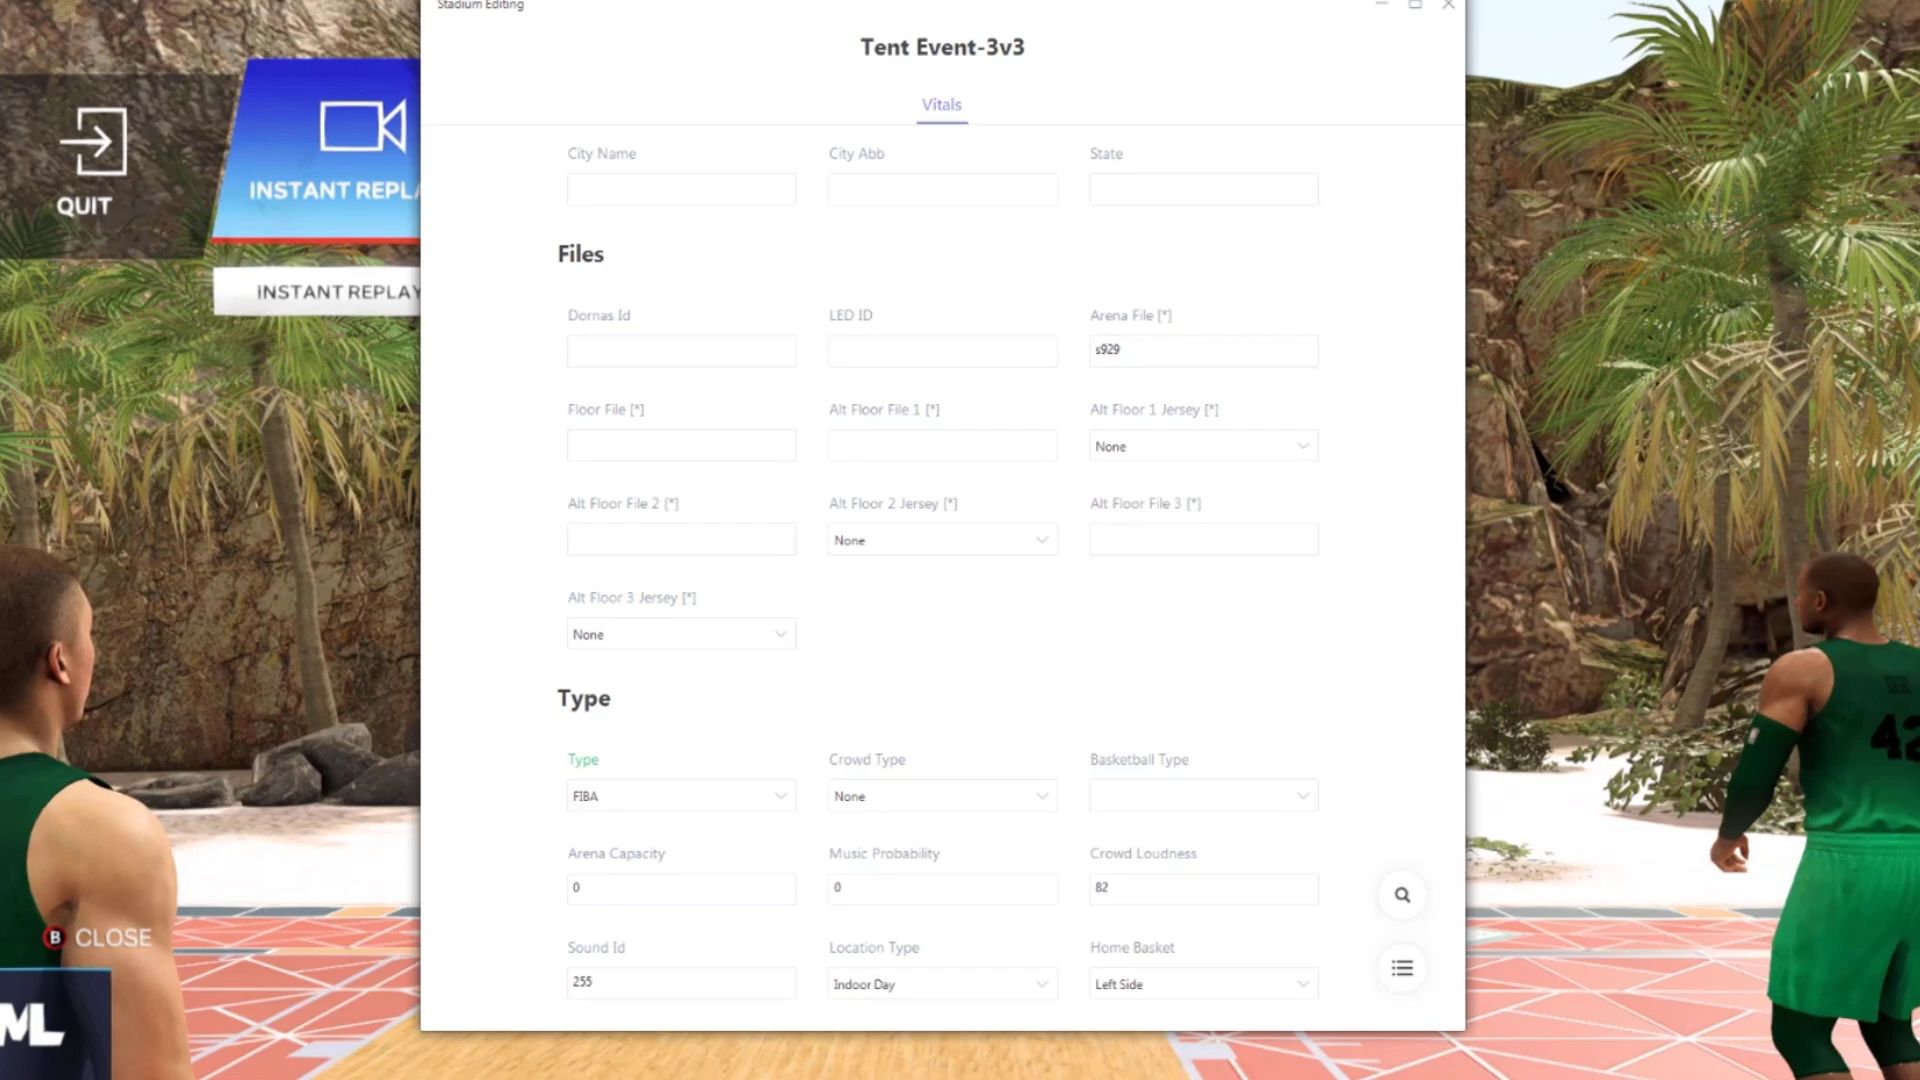 Stadium Editing
Tent Event-3v3
Vitals
QUIT
INSTANT REPLA
INSTANT REPLAY
City Name
City Abb
State
Files
Dornas Id
LED ID
Arena File [*]
s929
Floor File [*]
Alt Floor File 1 [*]
Alt Floor 1 Jersey [*]
None
Alt Floor File 2 [*]
Alt Floor 2 Jersey [*]
Alt Floor File 3 [*]
None
Alt Floor 3 Jersey [*]
None
Type
Type
Crowd Type
Basketball Type
FIBA
None
Arena Capacity
Music Probability
Crowd Loudness
0
0
82
Sound Id
Location Type
Home Basket
255
Indoor Day
Left Side
B CLOSE
ML
42